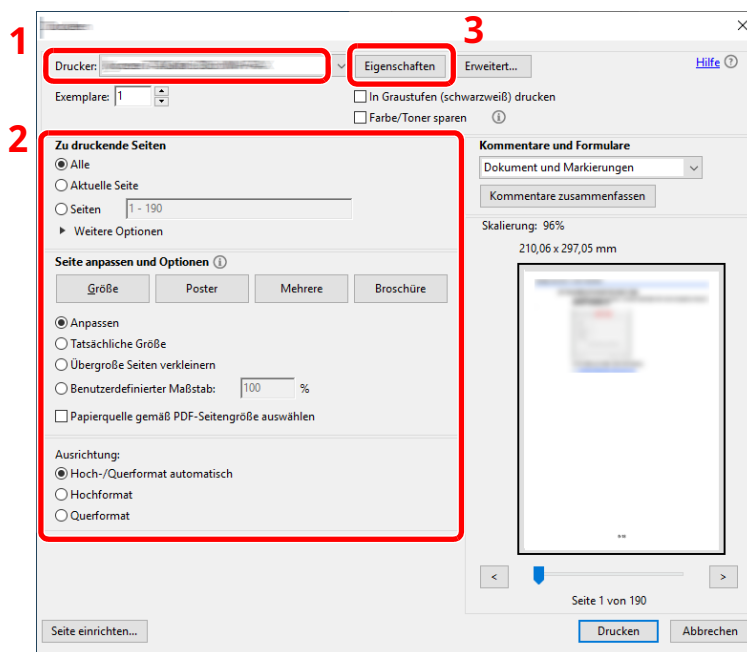 1
3
Drucker:
Eigenschaften
Erweitert...
Hilfe
Exemplare: 1
In Graustufen (schwarzweiß) drucken
Farbe/Toner sparen
2
Zu druckende Seiten
Alle
Aktuelle Seite
Seiten 1 - 190
Weitere Optionen
Seite anpassen und Optionen
Größe Poster Mehrere Broschüre
Anpassen
Tatsächliche Größe
Übergroße Seiten verkleinern
Benutzerdefinierter Maßstab: 100 %
Papierquelle gemäß PDF-Seitengröße auswählen
Ausrichtung:
Hoch-/Querformat automatisch
Hochformat
Querformat
Kommentare und Formulare
Dokument und Markierungen
Kommentare zusammenfassen
Skalierung: 96%
210,06 x 297,05 mm
< >
Seite 1 von 190
Seite einrichten...
Drucken
Abbrechen